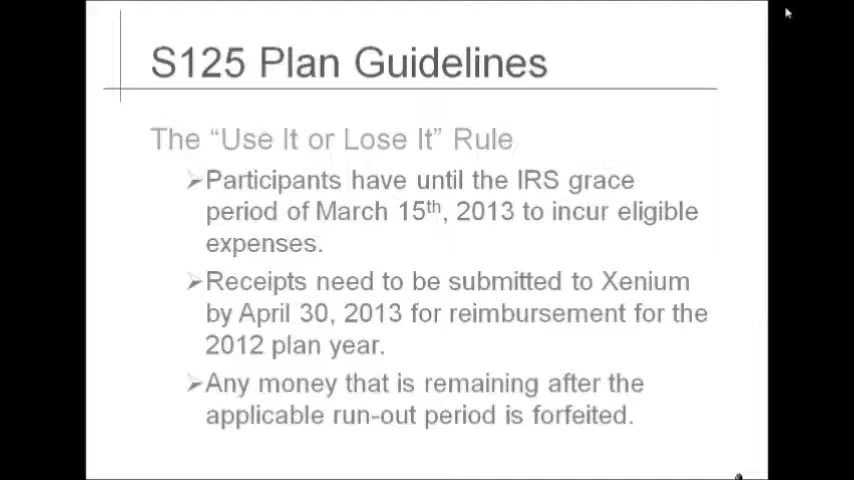 S125 Plan Guidelines
The “Use It or Lose It” Rule
➢Participants have until the IRS grace
period of March 15th, 2013 to incur eligible
expenses.
➢Receipts need to be submitted to Xenium
by April 30, 2013 for reimbursement for the
2012 plan year.
➢Any money that is remaining after the
applicable run-out period is forfeited.